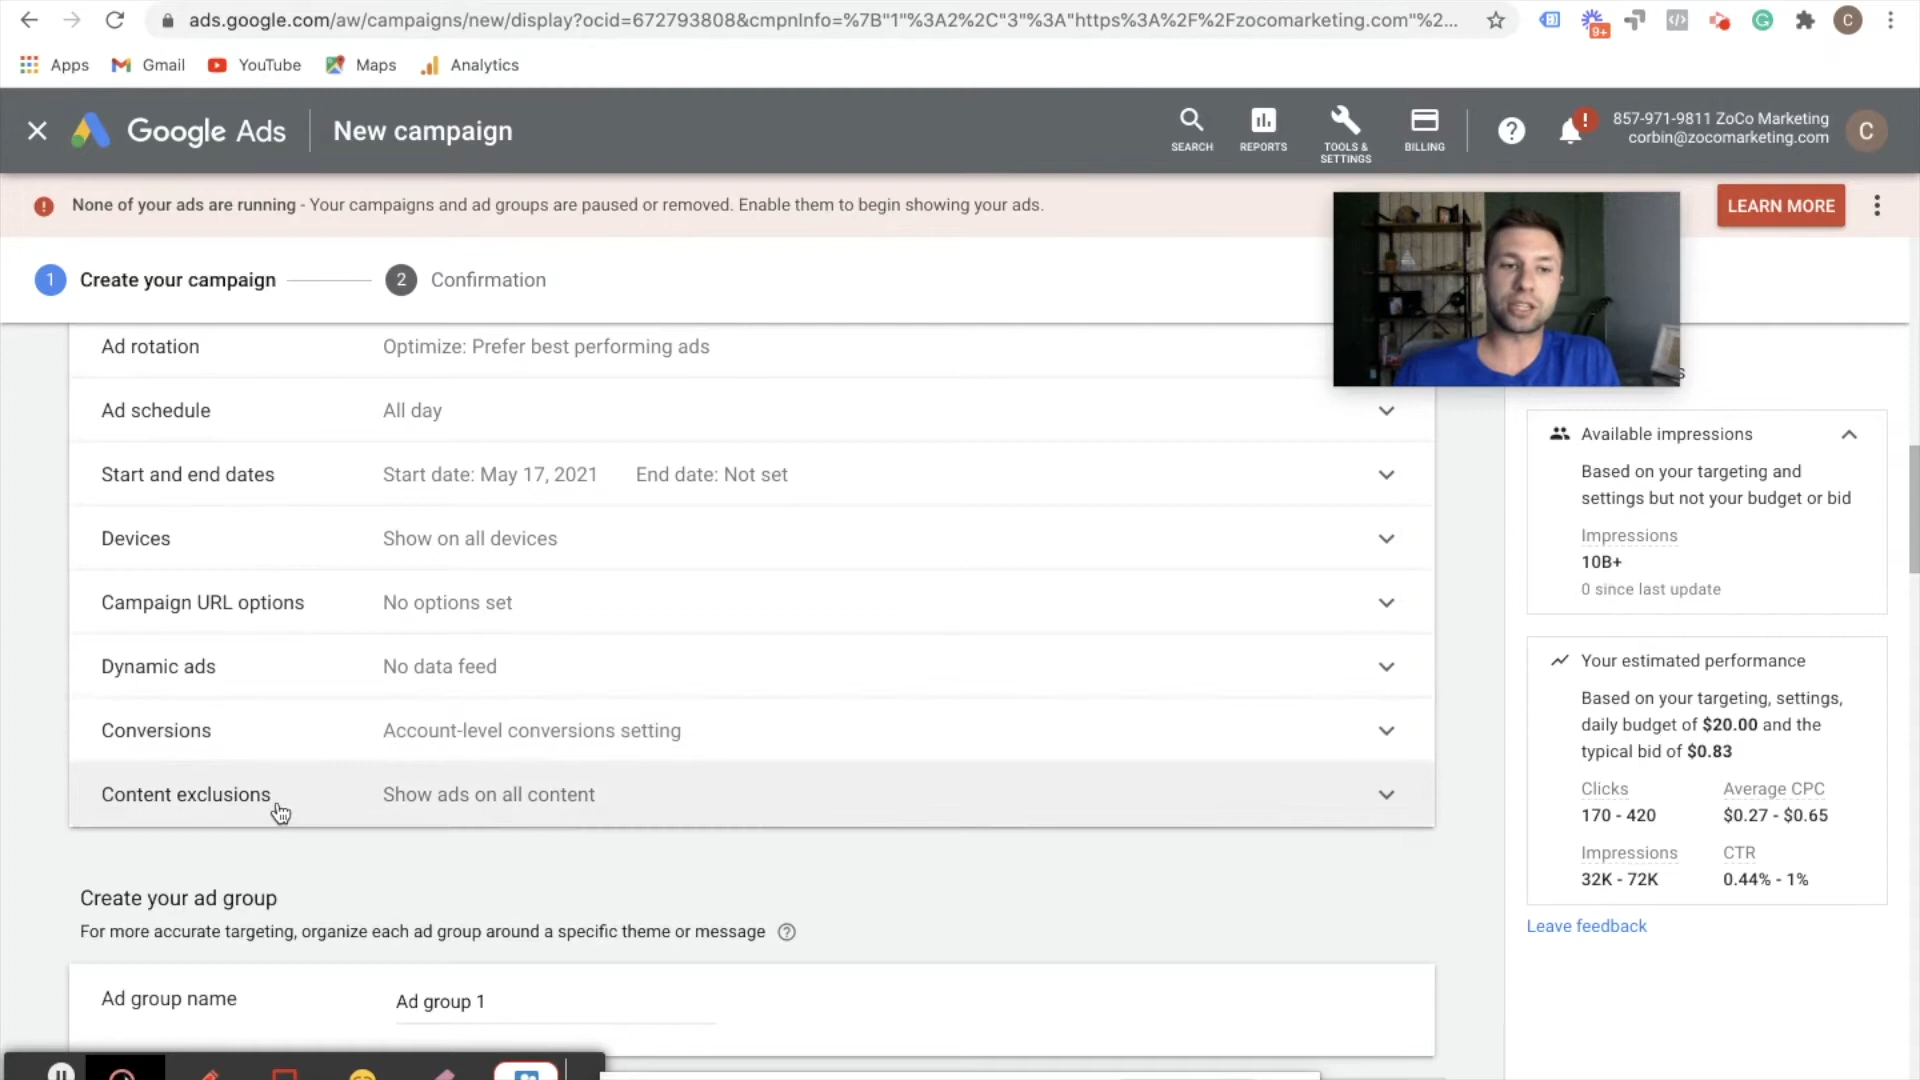 ads.google.com/aw/campaigns/new/display?ocid=672793808&cmpnInfo=%7B"1"%3A2%2C"3"%3A"https%3A%2F%2Fzocomarketing.com"%2...
9+
C
Apps
Gmail
YouTube
Maps
Analytics
Google Ads
New campaign
SEARCH
REPORTS
TOOLS &
SETTINGS
BILLING
857-971-9811 ZoCo Marketing
corbin@zocomarketing.com
C
None of your ads are running - Your campaigns and ad groups are paused or removed. Enable them to begin showing your ads.
LEARN MORE
1 Create your campaign
2 Confirmation
Ad rotation Optimize: Prefer best performing ads
Ad schedule All day
Start and end dates Start date: May 17, 2021 End date: Not set
Devices Show on all devices
Campaign URL options No options set
Dynamic ads No data feed
Conversions Account-level conversions setting
Content exclusions Show ads on all content
Create your ad group
For more accurate targeting, organize each ad group around a specific theme or message
Ad group name Ad group 1
Available impressions
Based on your targeting and
settings but not your budget or bid
Impressions
10B+
0 since last update
Your estimated performance
Based on your targeting, settings,
daily budget of $20.00 and the
typical bid of $0.83
Clicks Average CPC
170 - 420 $0.27 - $0.65
Impressions CTR
32K - 72K 0.44% - 1%
Leave feedback